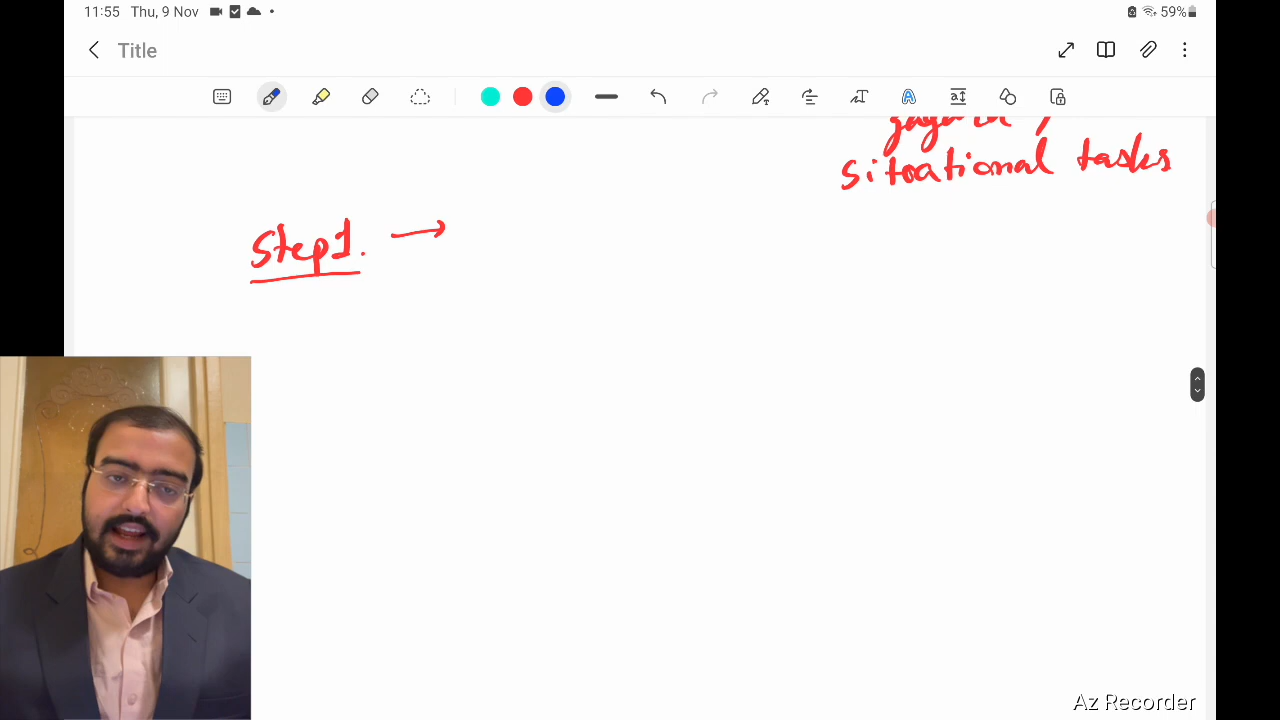 11:55 Thu, 9 Nov
59%
Title
situational tasks
Step1. →
Az Recorder